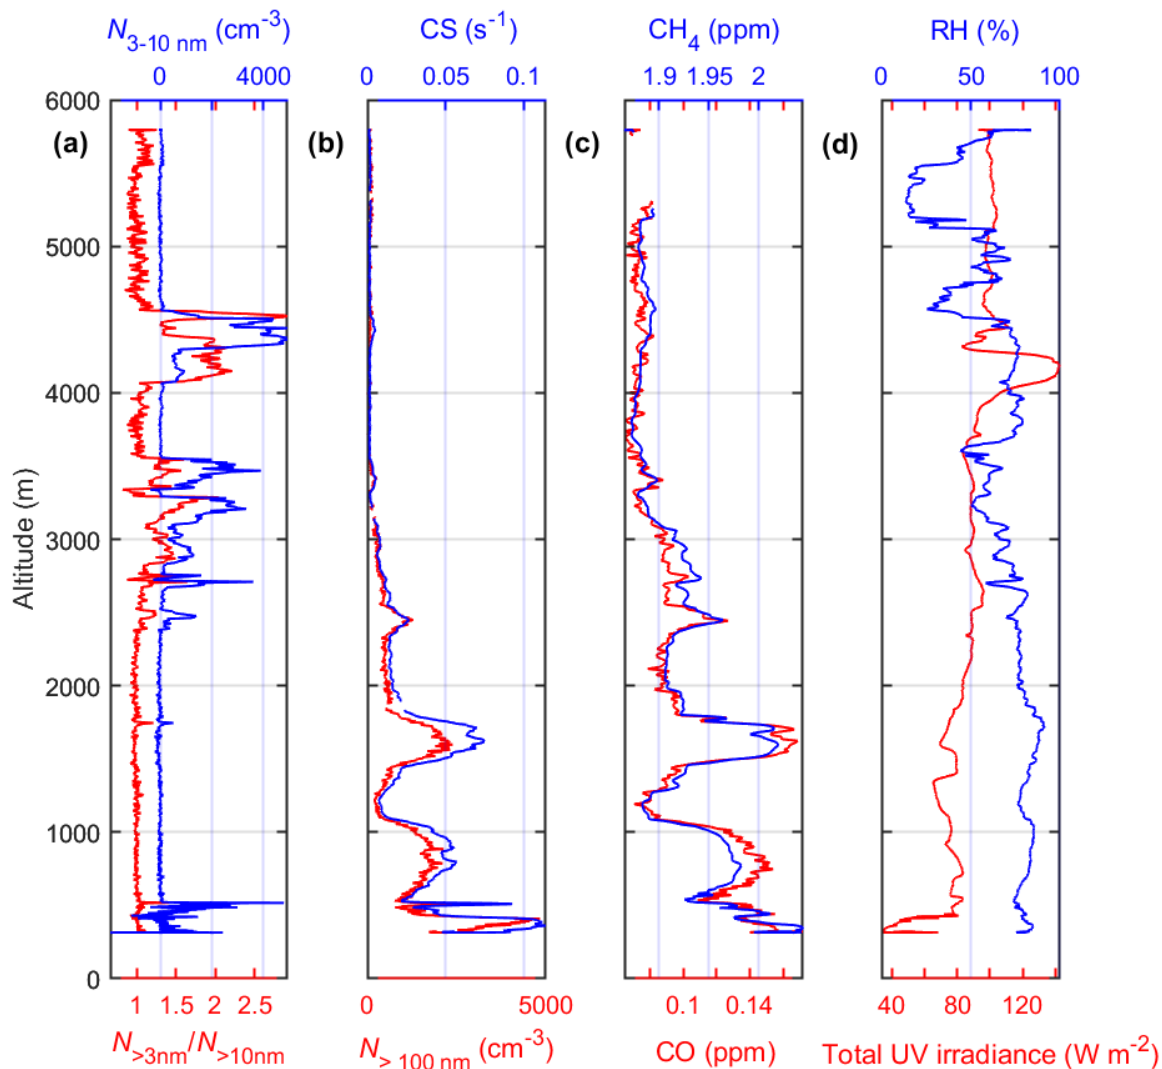 N3-10 nm (cm-3) CS (s-1) CH4 (ppm) RH (%)
0 4000 0 0.05 0.1 1.9 1.95 2 0 50 100
6000
(a) (b) (c) (d)
5000
4000
Altitude (m)
3000
2000
1000
0
1 1.5 2 2.5 0 5000 0.1 0.14 40 80 120
N>3nm/N>10nm N> 100 nm (cm-3) CO (ppm) Total UV irradiance (W m-2)